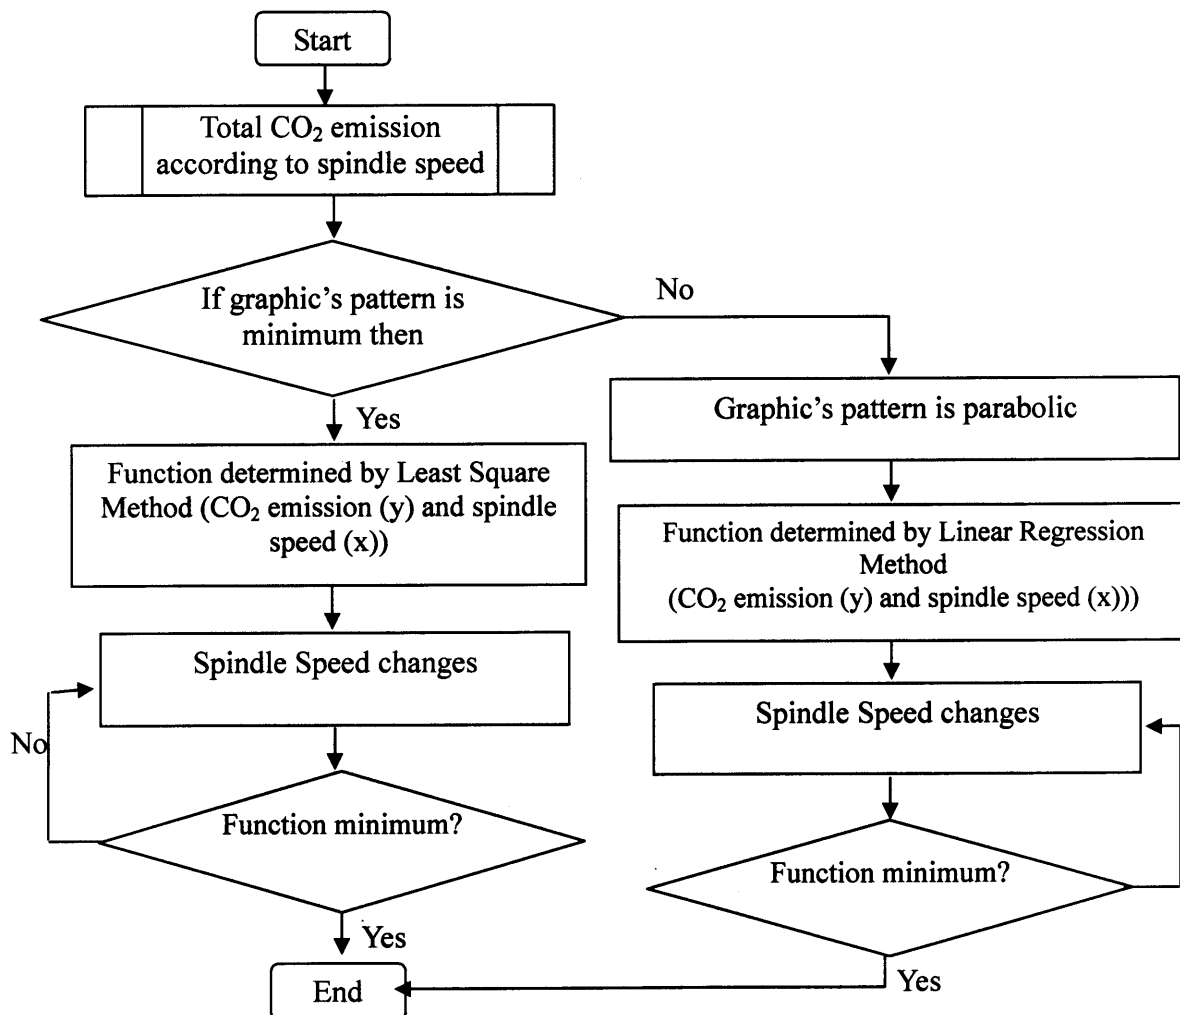 Start
Total CO₂ emission
according to spindle speed
If graphic's pattern is
minimum then
No
Yes
Graphic's pattern is parabolic
Function determined by Least Square
Method (CO₂ emission (y) and spindle
speed (x))
Function determined by Linear Regression
Method
(CO₂ emission (y) and spindle speed (x)))
Spindle Speed changes
Spindle Speed changes
No
Function minimum?
Function minimum?
Yes
Yes
End